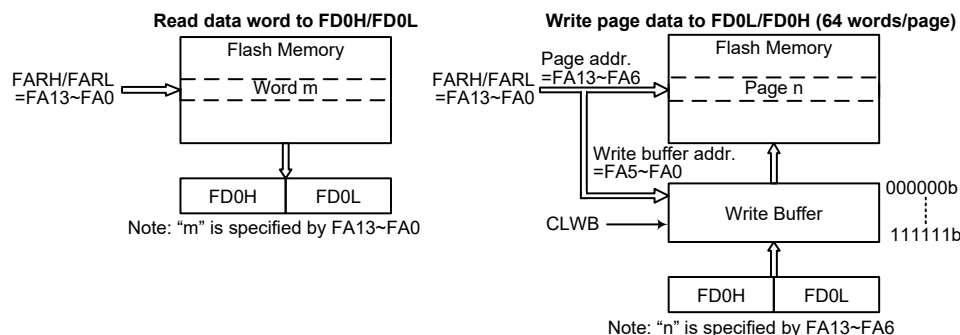 Read data word to FD0H/FD0L
Flash Memory
FARH/FARL
=FA13~FA0
Word m
FD0H
FD0L
Note: “m” is specified by FA13~FA0
Write page data to FD0L/FD0H (64 words/page)
Flash Memory
Page addr.
=FA13~FA6
FARH/FARL
=FA13~FA0
Page n
Write buffer addr.
=FA5~FA0
Write Buffer
000000b
111111b
CLWB
FD0H
FD0L
Note: “n” is specified by FA13~FA6